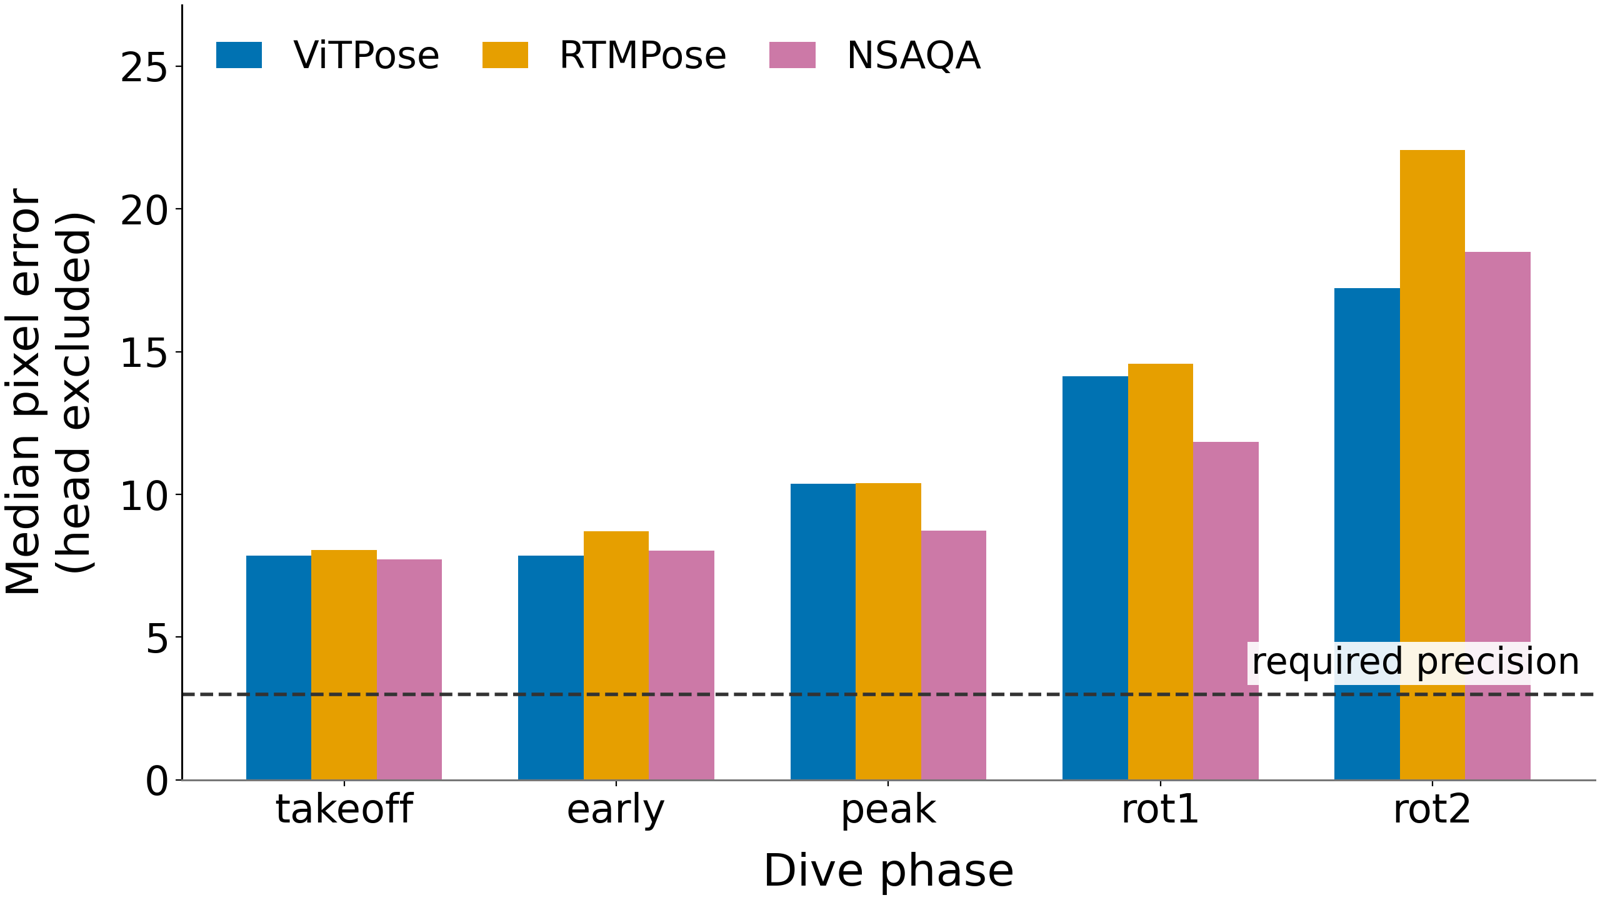 ViTPose RTMPose NSAQA
Median pixel error
(head excluded)
25
20
15
10
5
0
required precision
takeoff early peak rot1 rot2
Dive phase